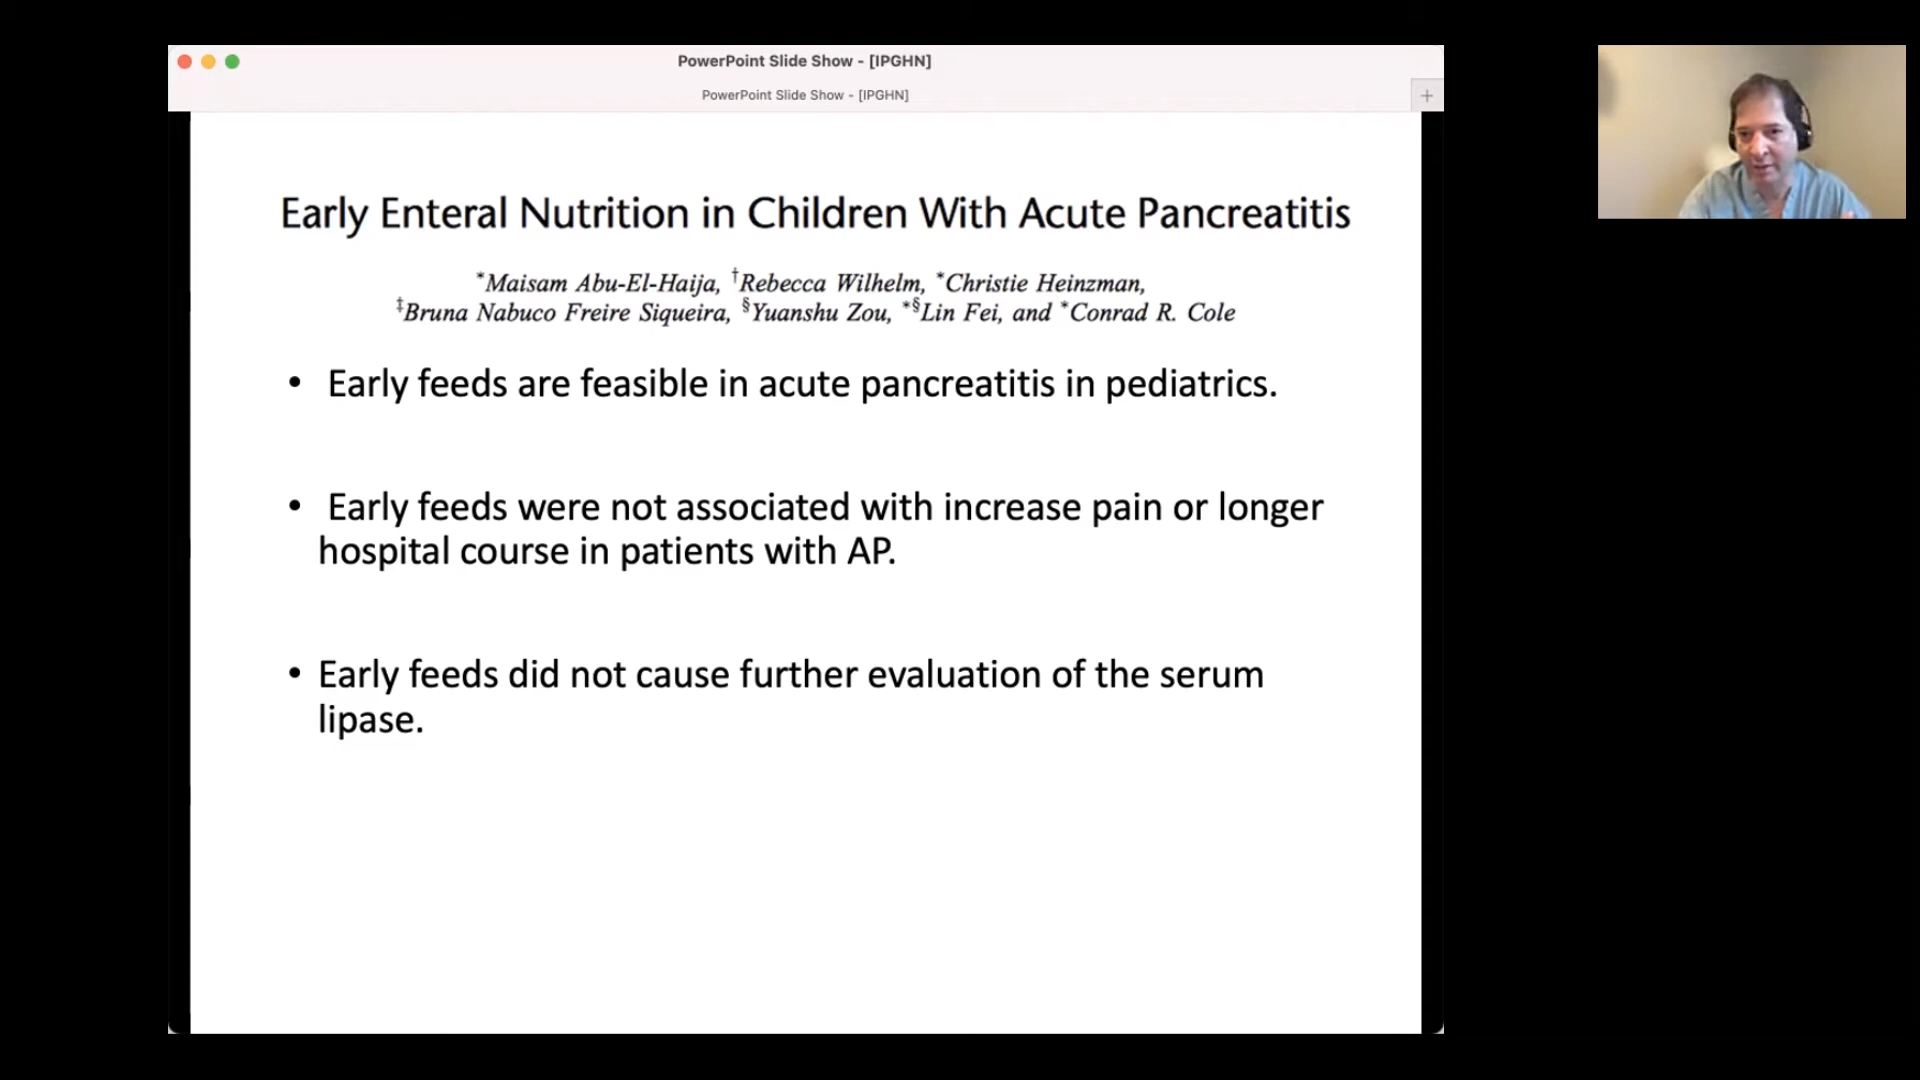 PowerPoint Slide Show - [IPGHN]
PowerPoint Slide Show - [IPGHN]
+
Early Enteral Nutrition in Children With Acute Pancreatitis
*Maisam Abu-El-Haija, †Rebecca Wilhelm, *Christie Heinzman,
‡Bruna Nabuco Freire Siqueira, §Yuanshu Zou, *§Lin Fei, and *Conrad R. Cole
• Early feeds are feasible in acute pancreatitis in pediatrics.
• Early feeds were not associated with increase pain or longer
hospital course in patients with AP.
• Early feeds did not cause further evaluation of the serum
lipase.